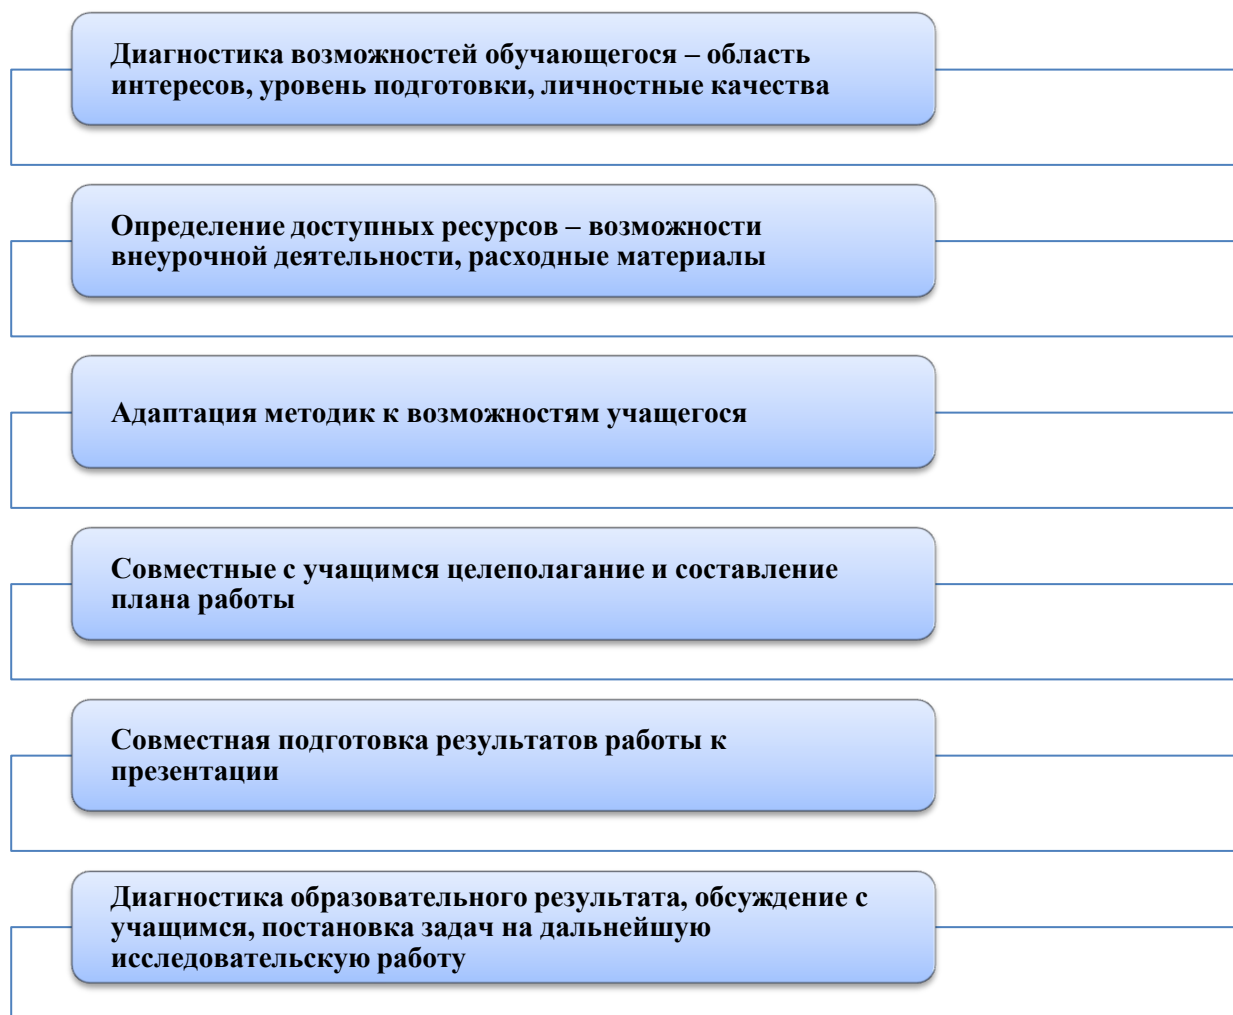 Диагностика возможностей обучающегося – область
интересов, уровень подготовки, личностные качества
Определение доступных ресурсов – возможности
внеурочной деятельности, расходные материалы
Адаптация методик к возможностям учащегося
Совместные с учащимся целеполагание и составление
плана работы
Совместная подготовка результатов работы к
презентации
Диагностика образовательного результата, обсуждение с
учащимся, постановка задач на дальнейшую
исследовательскую работу